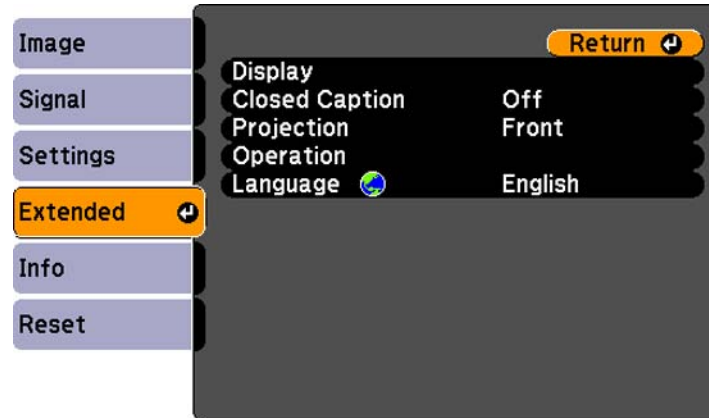 Image
Signal
Settings
Extended
Info
Reset
Return
Display
Closed Caption Off
Projection Front
Operation
Language English